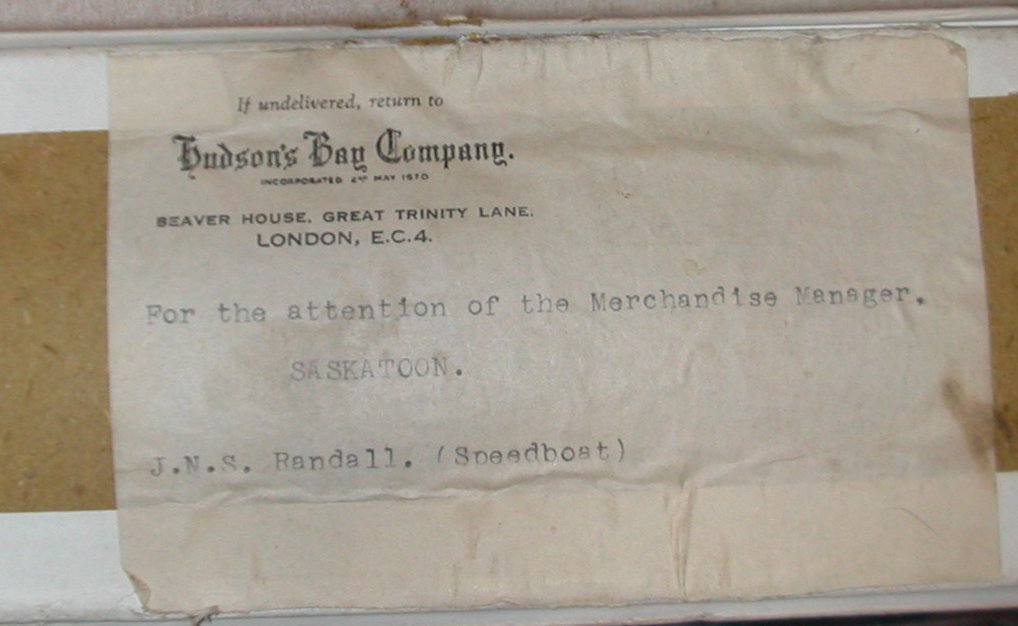 If undelivered, return to
Hudson's Bay Company.
INCORPORATED 2ND MAY 1670
BEAVER HOUSE, GREAT TRINITY LANE,
LONDON, E.C.4.
For the attention of the Merchandise Manager,
SASKATOON.
J.N.S. Randall. (Speedboat)